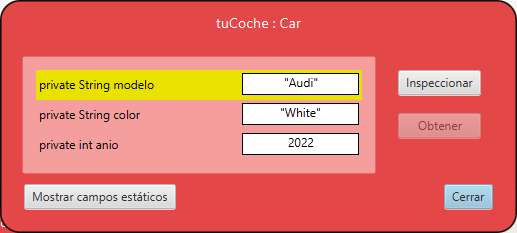 tuCoche : Car
private String modelo "Audi"
Inspeccionar
private String color "White"
Obtener
private int anio 2022
Mostrar campos estáticos
Cerrar